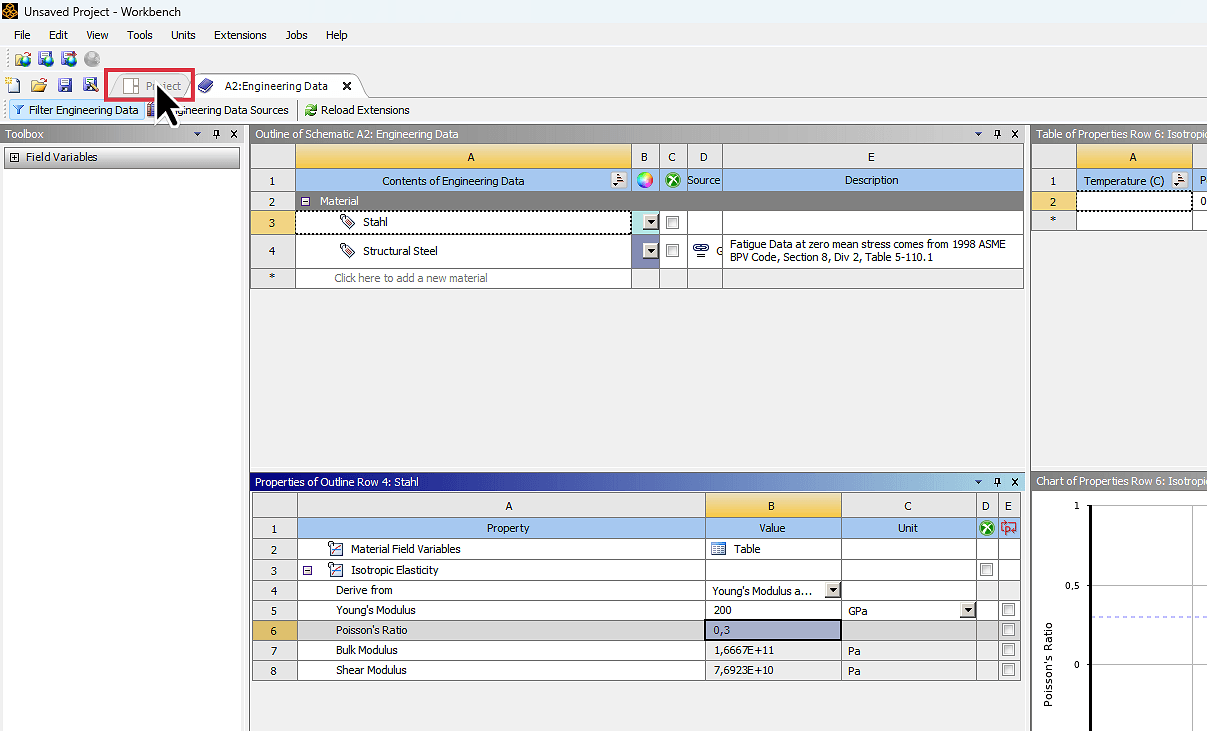 Unsaved Project - Workbench
File Edit View Tools Units Extensions Jobs Help
Project A2:Engineering Data
Filter Engineering Data Engineering Data Sources Reload Extensions
Toolbox
Field Variables
Outline of Schematic A2: Engineering Data
A B C D E
1 Contents of Engineering Data Source Description
2 Material
3 Stahl
4 Structural Steel G Fatigue Data at zero mean stress comes from 1998 ASME
BPV Code, Section 8, Div 2, Table 5-110.1
* Click here to add a new material
Table of Properties Row 6: Isotropi
A
1 Temperature (C) P
2 0
*
Properties of Outline Row 4: Stahl
A B C D E
1 Property Value Unit
2 Material Field Variables Table
3 Isotropic Elasticity
4 Derive from Young's Modulus a...
5 Young's Modulus 200 GPa
6 Poisson's Ratio 0,3
7 Bulk Modulus 1,6667E+11 Pa
8 Shear Modulus 7,6923E+10 Pa
Chart of Properties Row 6: Isotropi
1
0,5
0
Poisson's Ratio